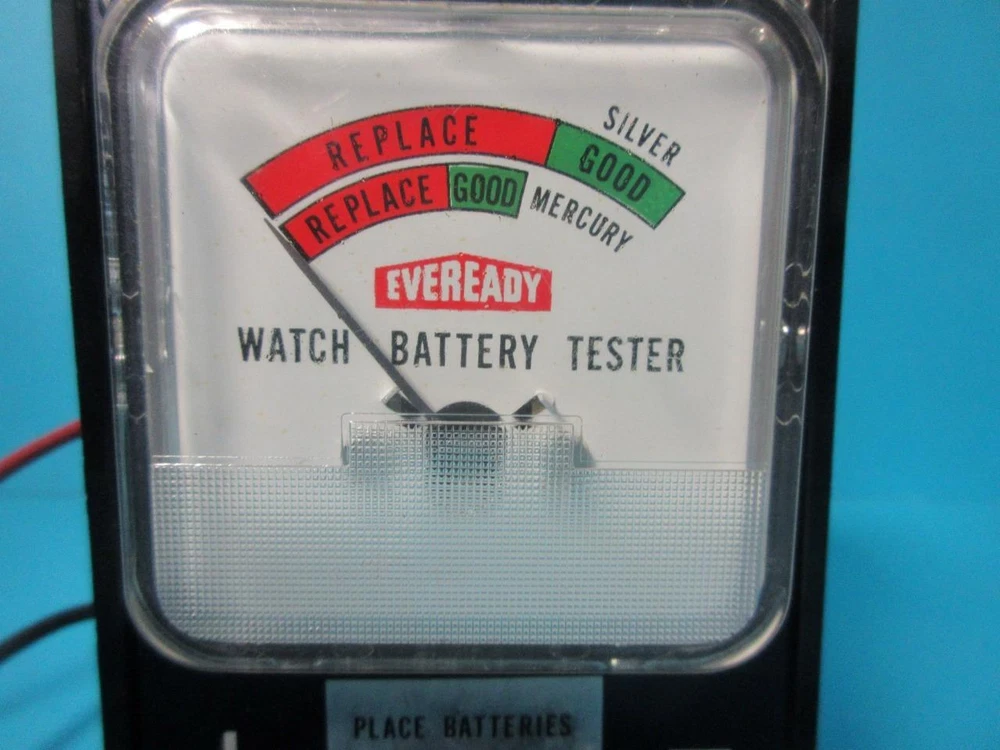 SILVER
REPLACE GOOD
REPLACE GOOD MERCURY
EVEREADY
WATCH BATTERY TESTER
PLACE BATTERIES